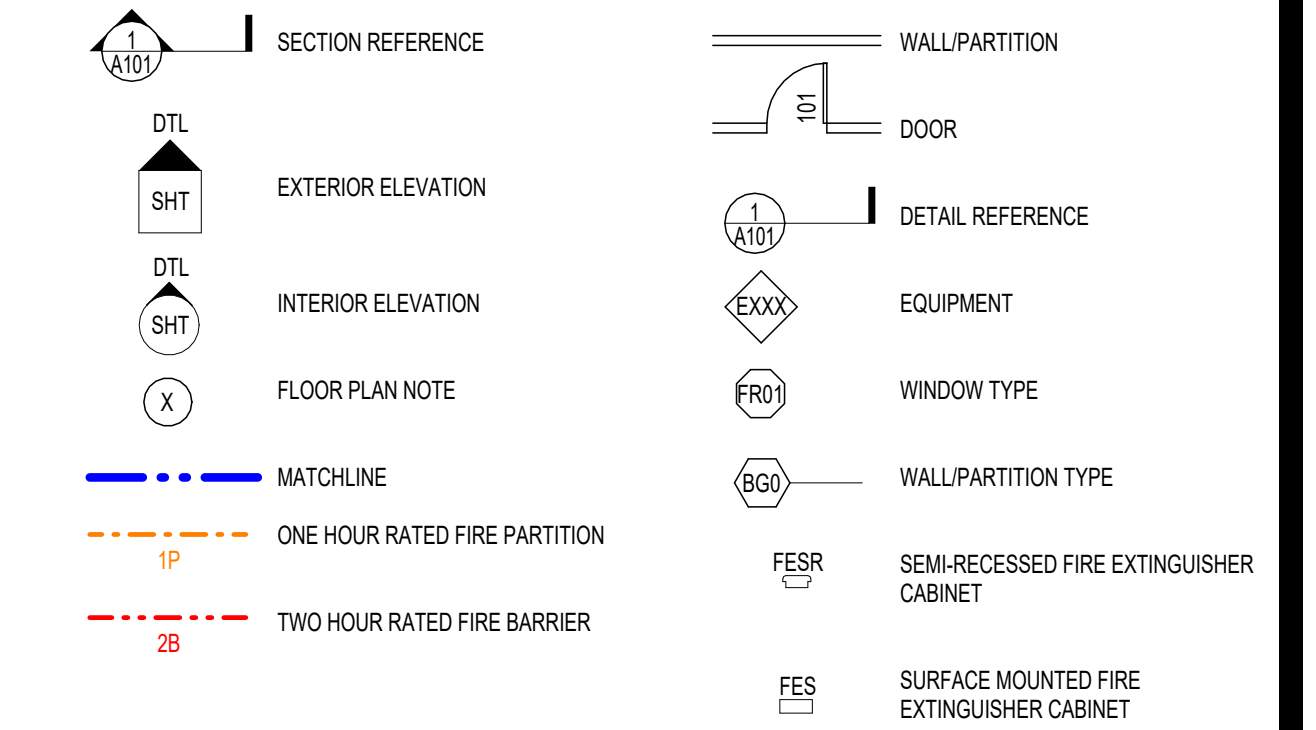 1
A101
SECTION REFERENCE
DTL
SHT
EXTERIOR ELEVATION
DTL
SHT
INTERIOR ELEVATION
X
FLOOR PLAN NOTE
MATCHLINE
1P
ONE HOUR RATED FIRE PARTITION
2B
TWO HOUR RATED FIRE BARRIER
WALL/PARTITION
101
DOOR
1
A101
DETAIL REFERENCE
EXXX
EQUIPMENT
FR01
WINDOW TYPE
BG0
WALL/PARTITION TYPE
FESR
SEMI-RECESSED FIRE EXTINGUISHER
CABINET
FES
SURFACE MOUNTED FIRE
EXTINGUISHER CABINET